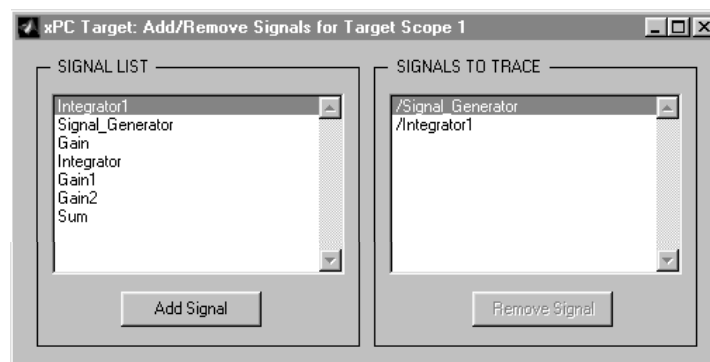 xPC Target: Add/Remove Signals for Target Scope 1
SIGNAL LIST
Integrator1
Signal_Generator
Gain
Integrator
Gain1
Gain2
Sum
Add Signal
SIGNALS TO TRACE
/Signal_Generator
/Integrator1
Remove Signal